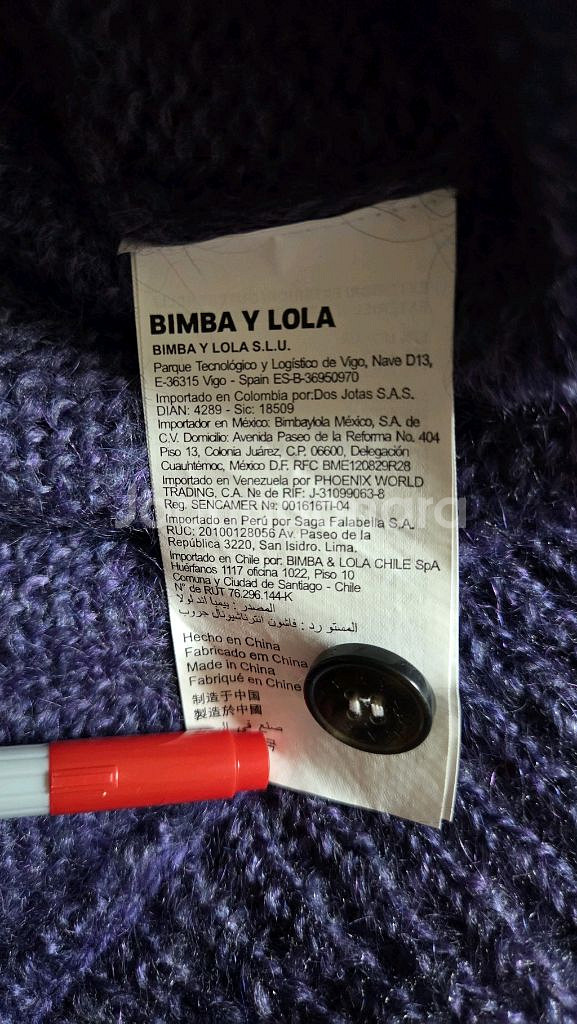 BIMBA Y LOLA
BIMBA Y LOLA S.L.U.
Parque Tecnológico y Logístico de Vigo, Nave D13,
E-36315 Vigo - Spain ES-B-36950970
Importado en Colombia por:Dos Jotas S.A.S.
DIAN: 4289 - Sic: 18509
Importador en México: Bimbaylola México, S.A. de
C.V. Domicilio: Avenida Paseo de la Reforma No. 404
Piso 13, Colonia Juárez, C.P. 06600, Delegación
Cuauhtémoc, México D.F. RFC BME120829R28
Importado en Venezuela por PHOENIX WORLD
TRADING, C.A. № de RIF: J-31099063-8
Reg. SENCAMER №: 001616TI-04
Importado en Perú por Saga Falabella S.A.
RUC: 20100128056 Av. Paseo de la
República 3220, San Isidro. Lima.
Importado en Chile por: BIMBA & LOLA CHILE SpA
Huérfanos 1117 oficina 1022, Piso 10
Comuna y Ciudad de Santiago - Chile
N° de RUT 76.296.144-K
المصدر : بيمبا اند لولا
المستورد : فاشون انترناشيونال جروب
Hecho en China
Fabricado em China
Made in China
Fabriqué en Chine
制造于中国
製造於中國
صنع في